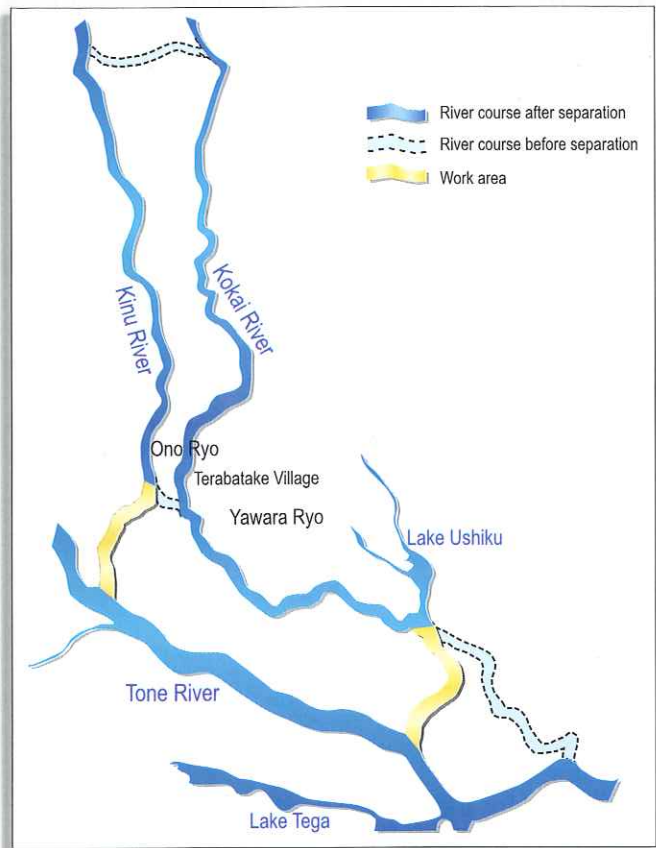 River course after separation
River course before separation
Work area
Kinu River
Kokai River
Ono Ryo
Terabatake Village
Yawara Ryo
Lake Ushiku
Tone River
Lake Tega